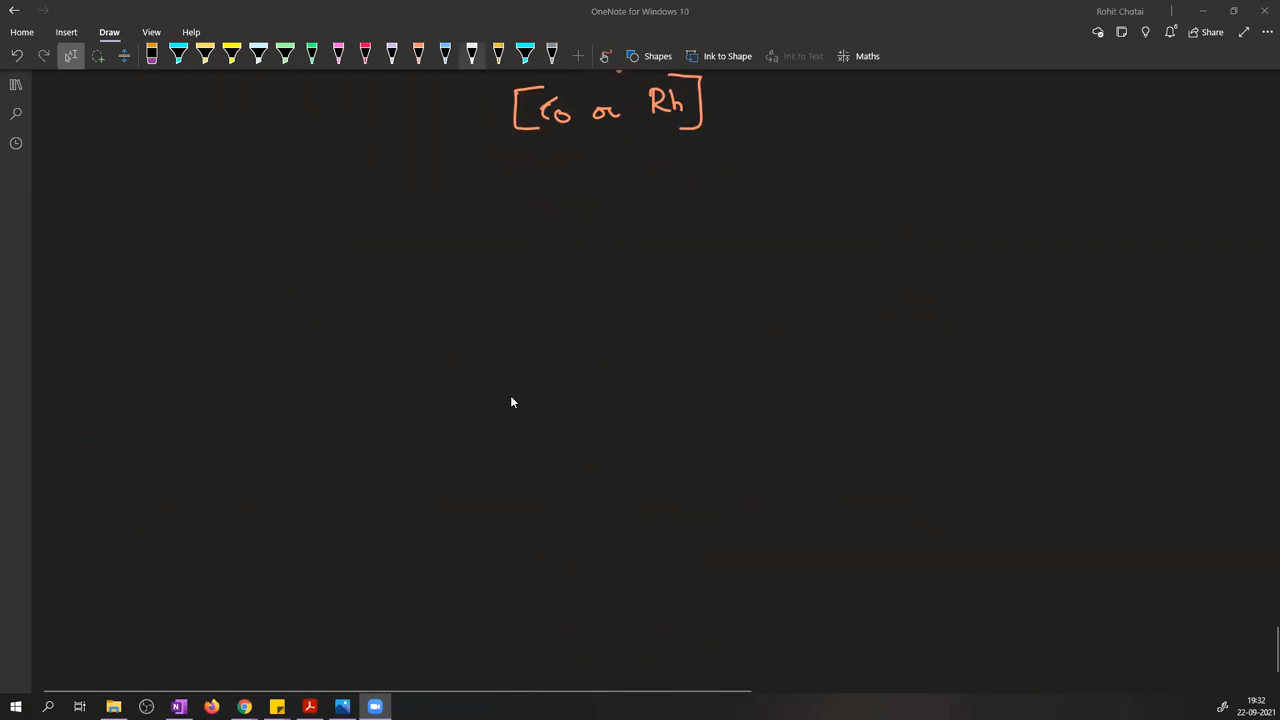 OneNote for Windows 10
Rohit Chatai
Home Insert Draw View Help
Share
Shapes Ink to Shape Ink to Text Maths
[Co or Rh]
19:32
22-09-2021